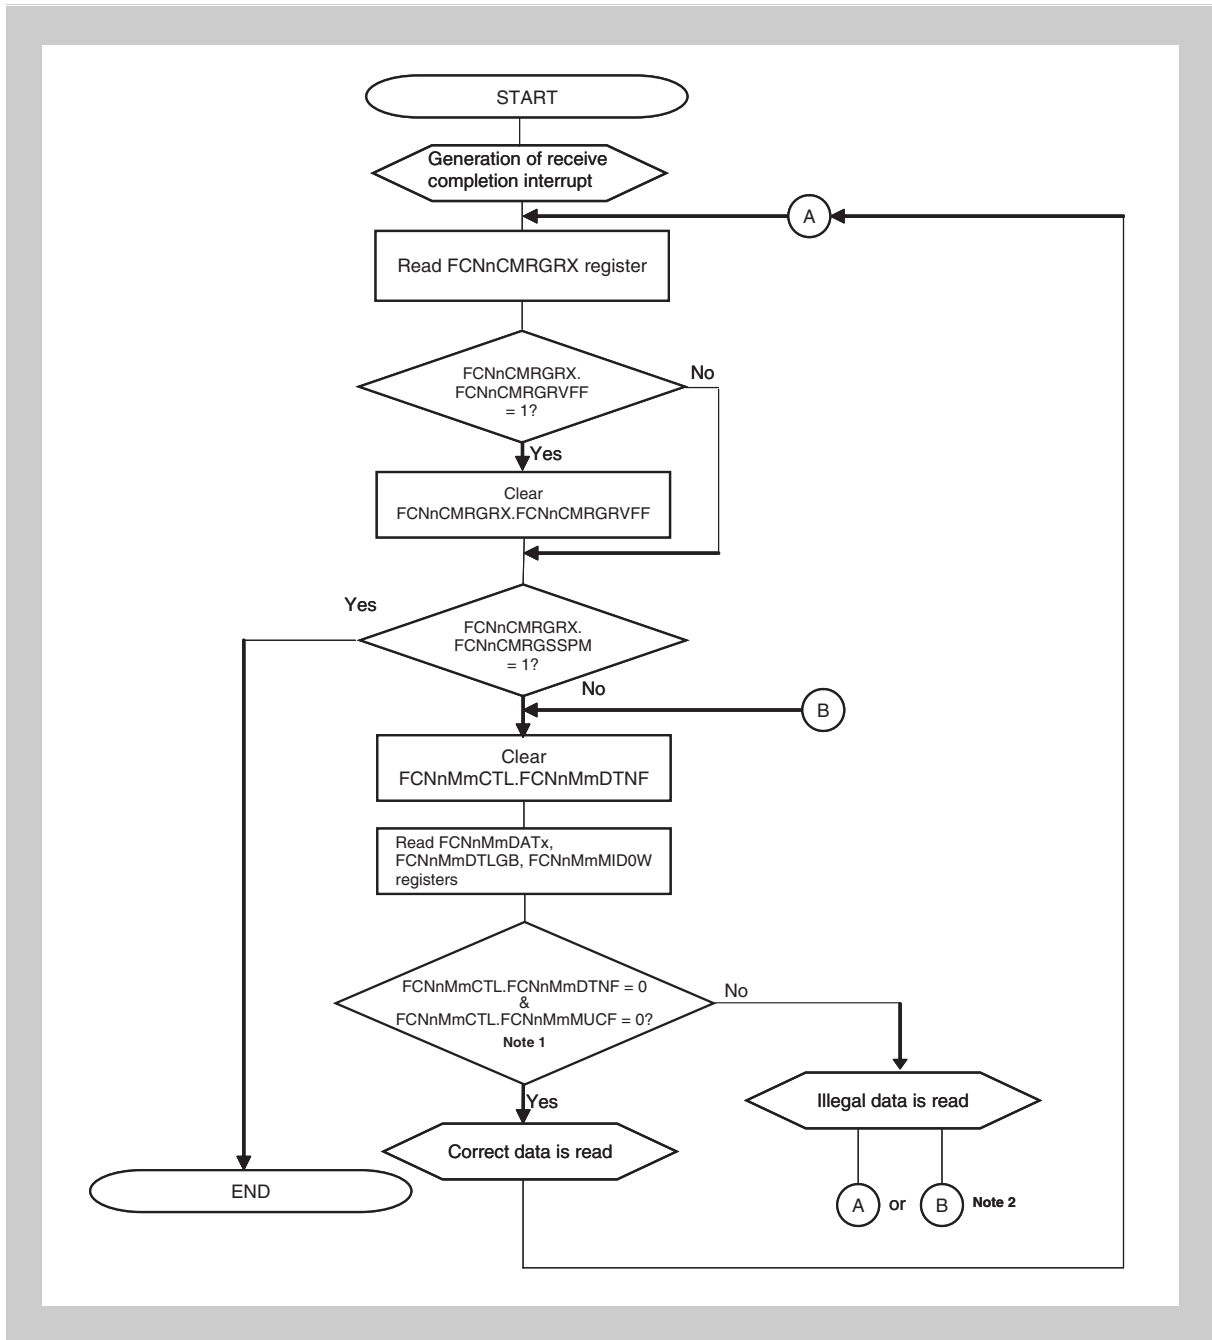 START
Generation of receive
completion interrupt
A
Read FCNnCMRGRX register
FCNnCMRGRX.
FCNnCMRGRVFF
= 1?
No
Yes
Clear
FCNnCMRGRX.FCNnCMRGRVFF
Yes
FCNnCMRGRX.
FCNnCMRGSSPM
= 1?
No
B
Clear
FCNnMmCTL.FCNnMmDTNF
Read FCNnMmDATx,
FCNnMmDTLGB, FCNnMmMID0W
registers
FCNnMmCTL.FCNnMmDTNF = 0
&
FCNnMmCTL.FCNnMmMUCF = 0?
Note 1
No
Yes
Illegal data is read
Correct data is read
END
A or B Note 2